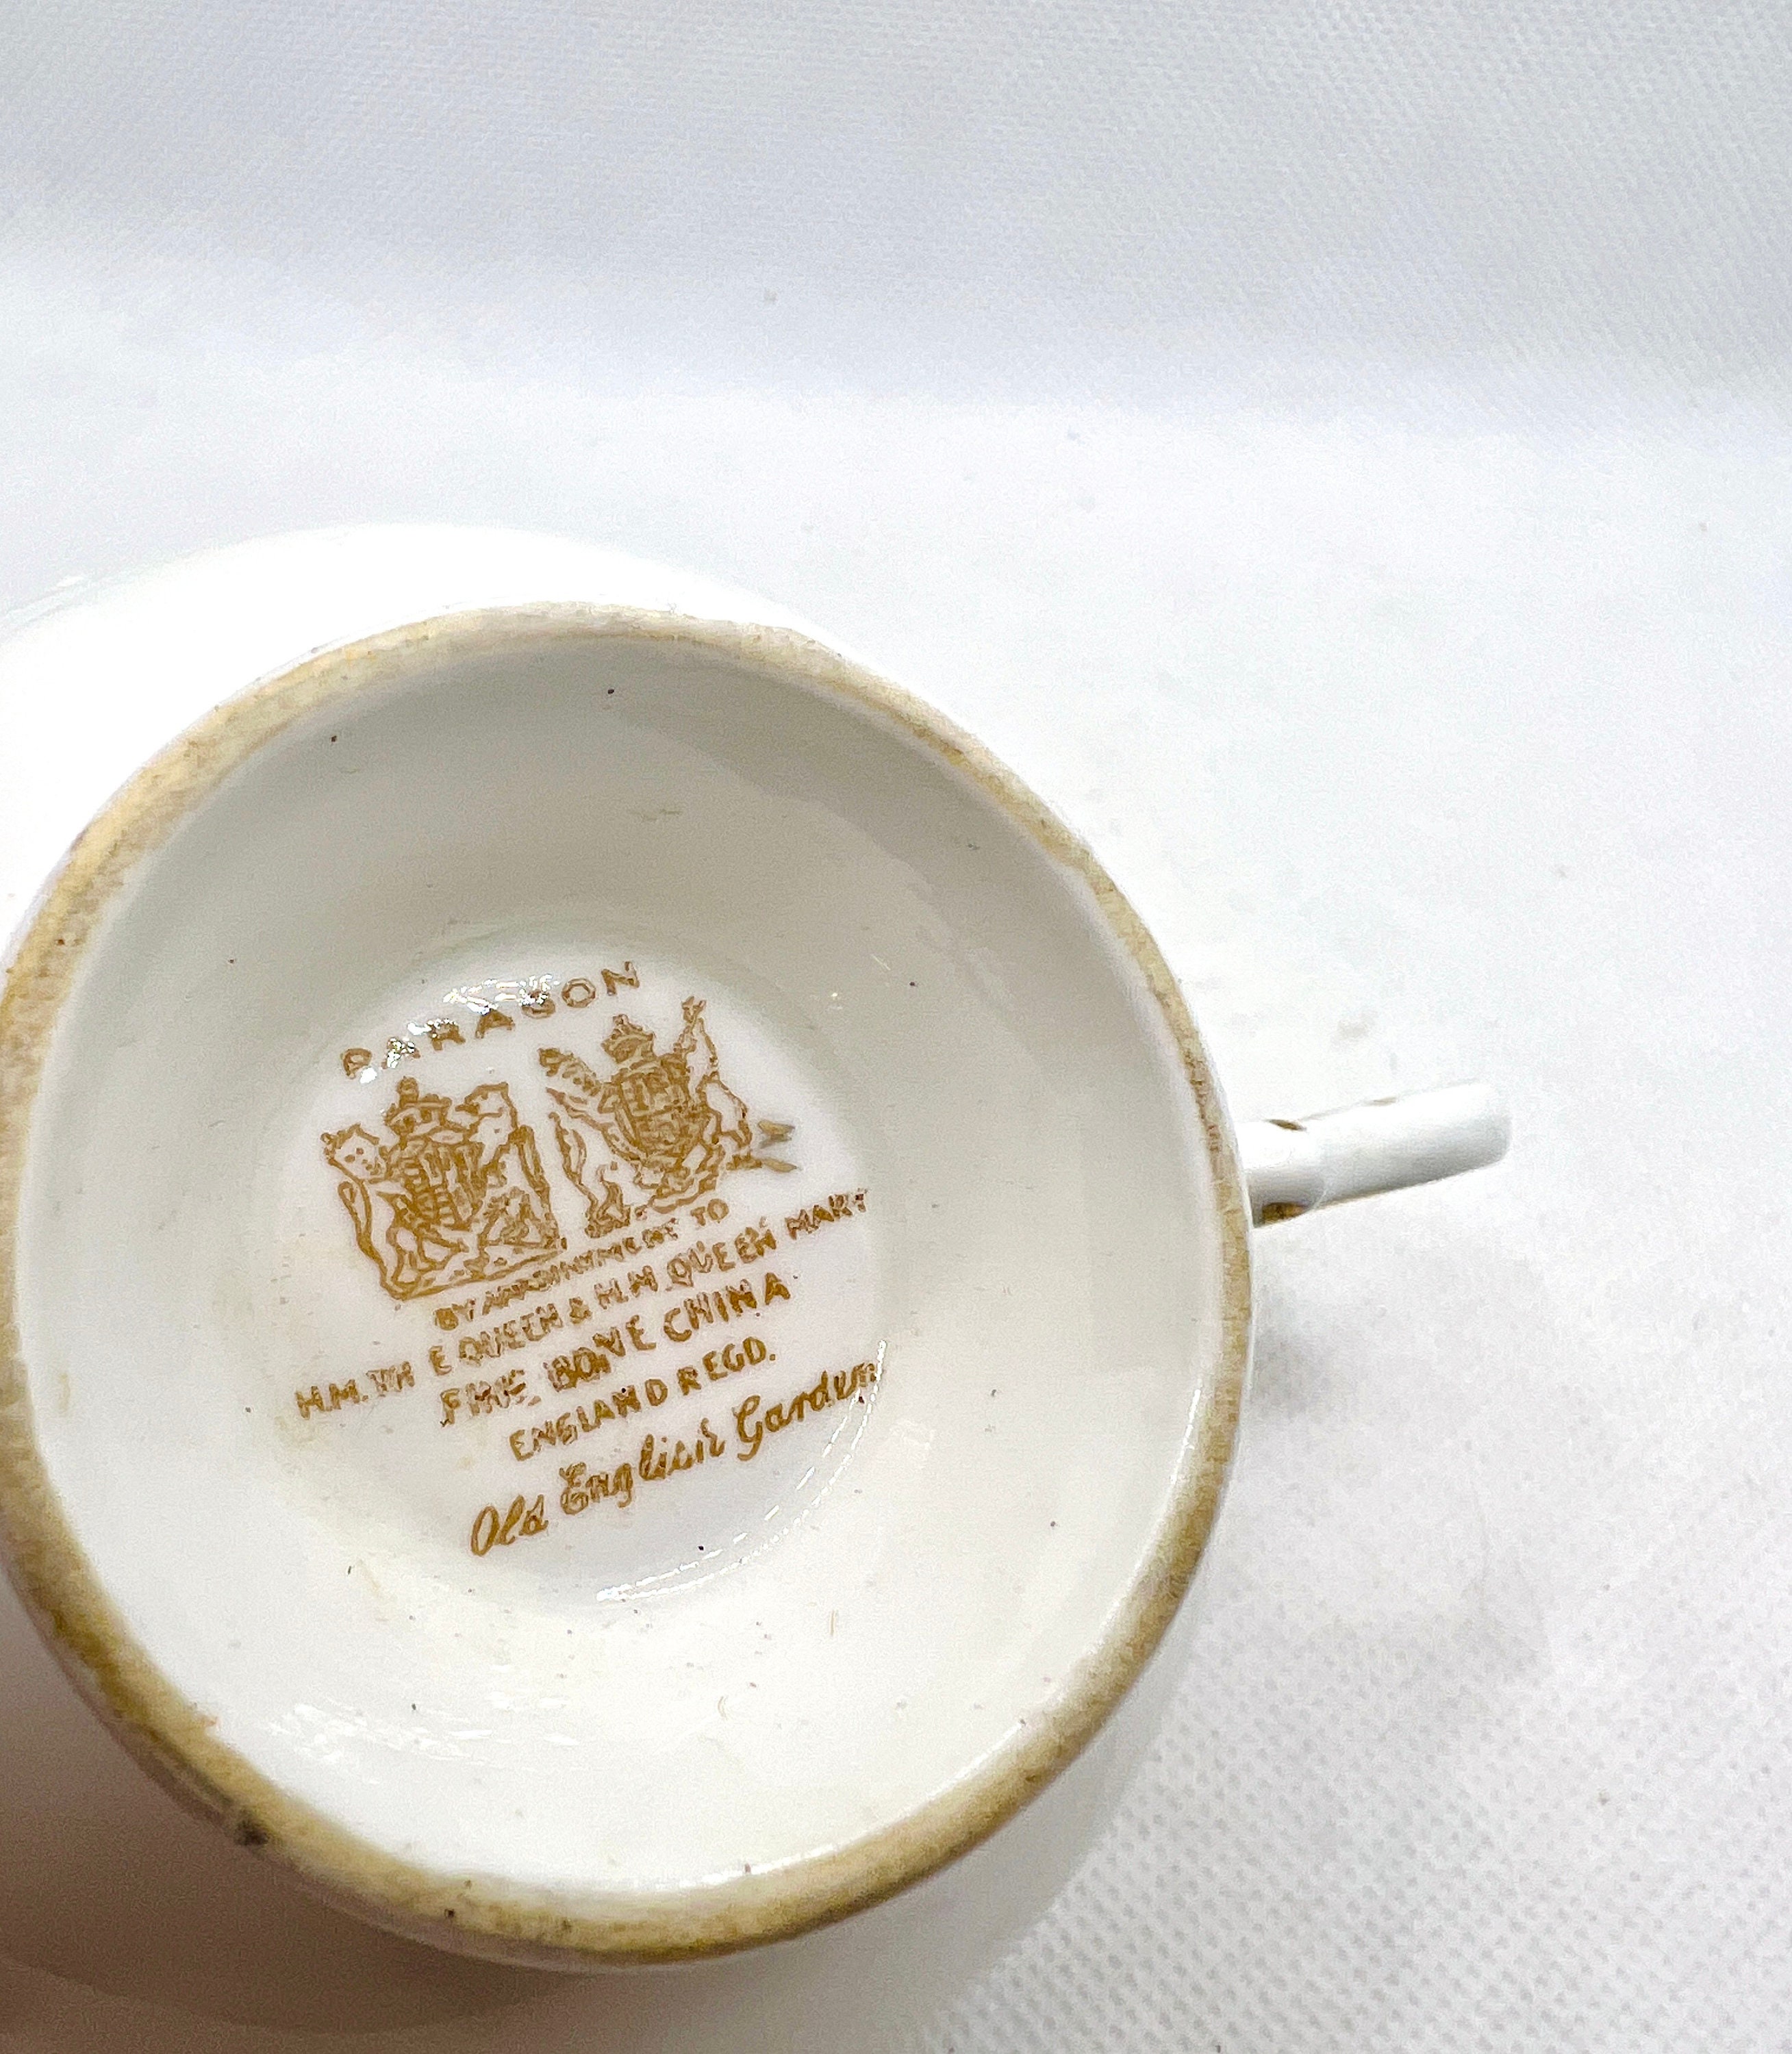 PARAGON
BY APPOINTMENT TO
H.M. THE QUEEN & H.M. QUEEN MARY
FINE BONE CHINA
ENGLAND REGD.
Old English Garden